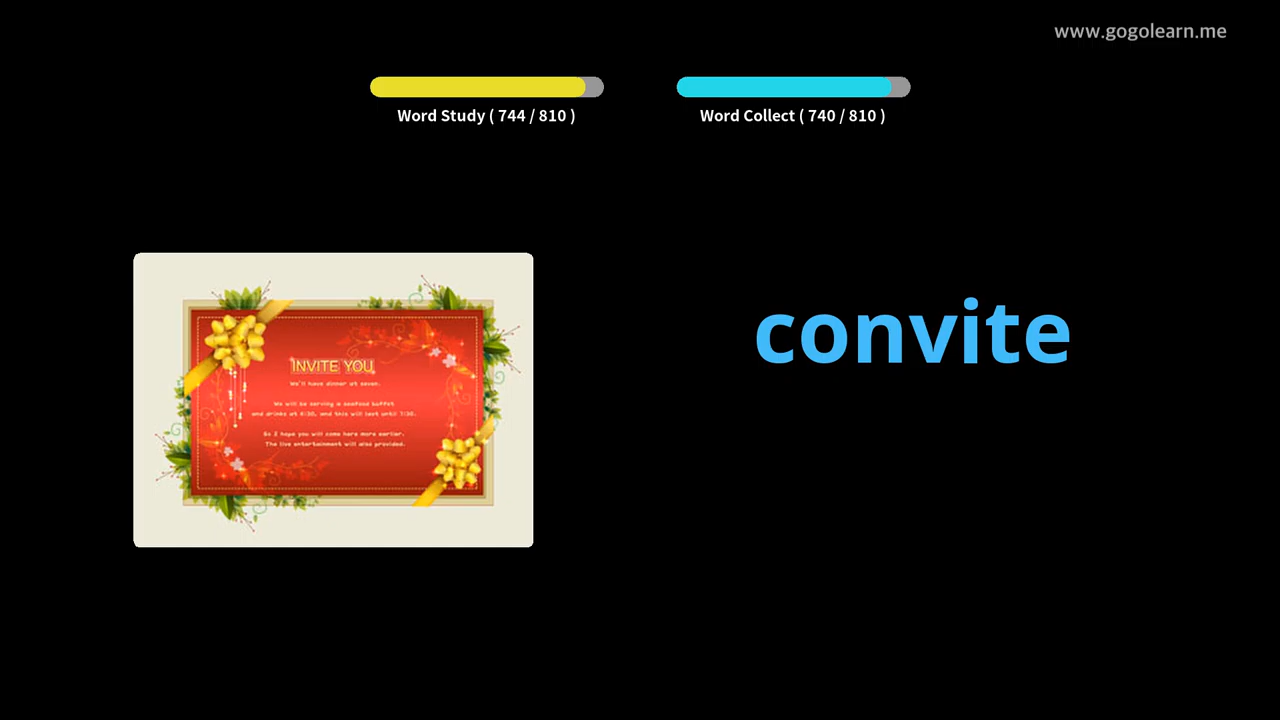 www.gogolearn.me
Word Study ( 744 / 810 )
Word Collect ( 740 / 810 )
INVITE YOU
We'll have dinner at seven.
We will be serving a seafood buffet
and drinks at 6:30, and this will last until 7:30.
So I hope you will come here more earlier.
The live entertainment will also provided.
convite